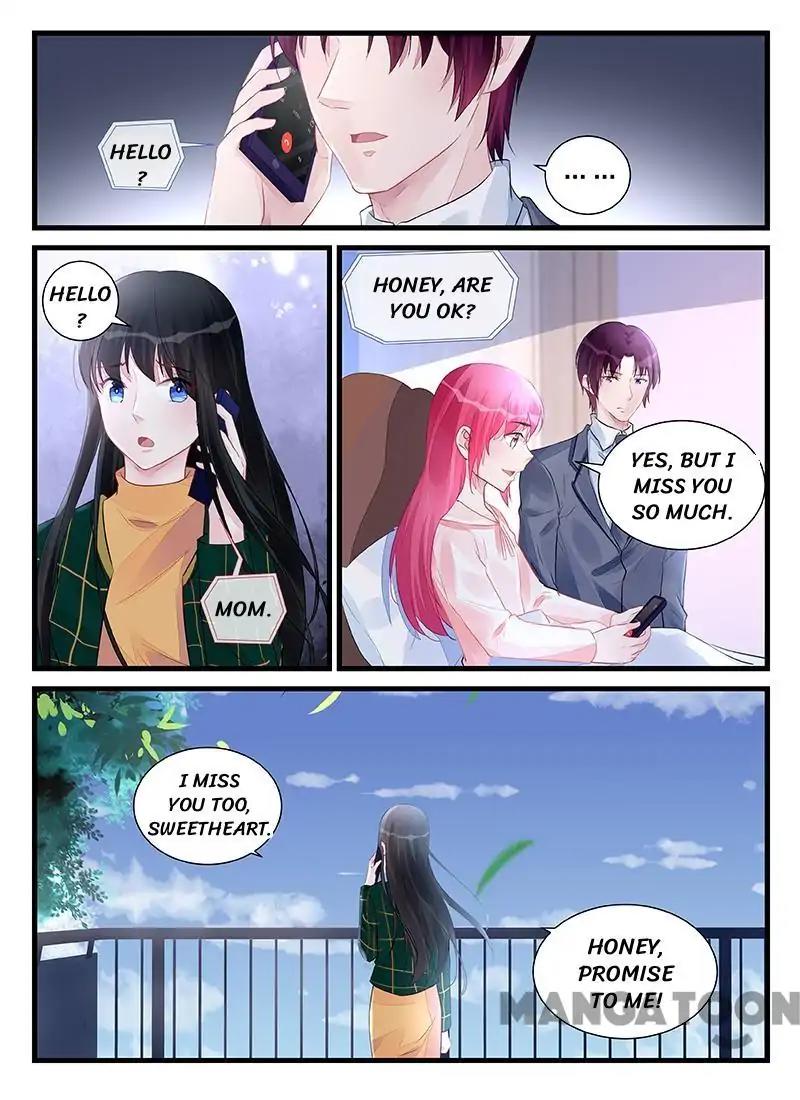 HELLO
?
... ...
HELLO
?
MOM.
HONEY, ARE
YOU OK?
YES, BUT I
MISS YOU
SO MUCH.
I MISS
YOU TOO,
SWEETHEART.
HONEY,
PROMISE
TO ME!
MANGATOON